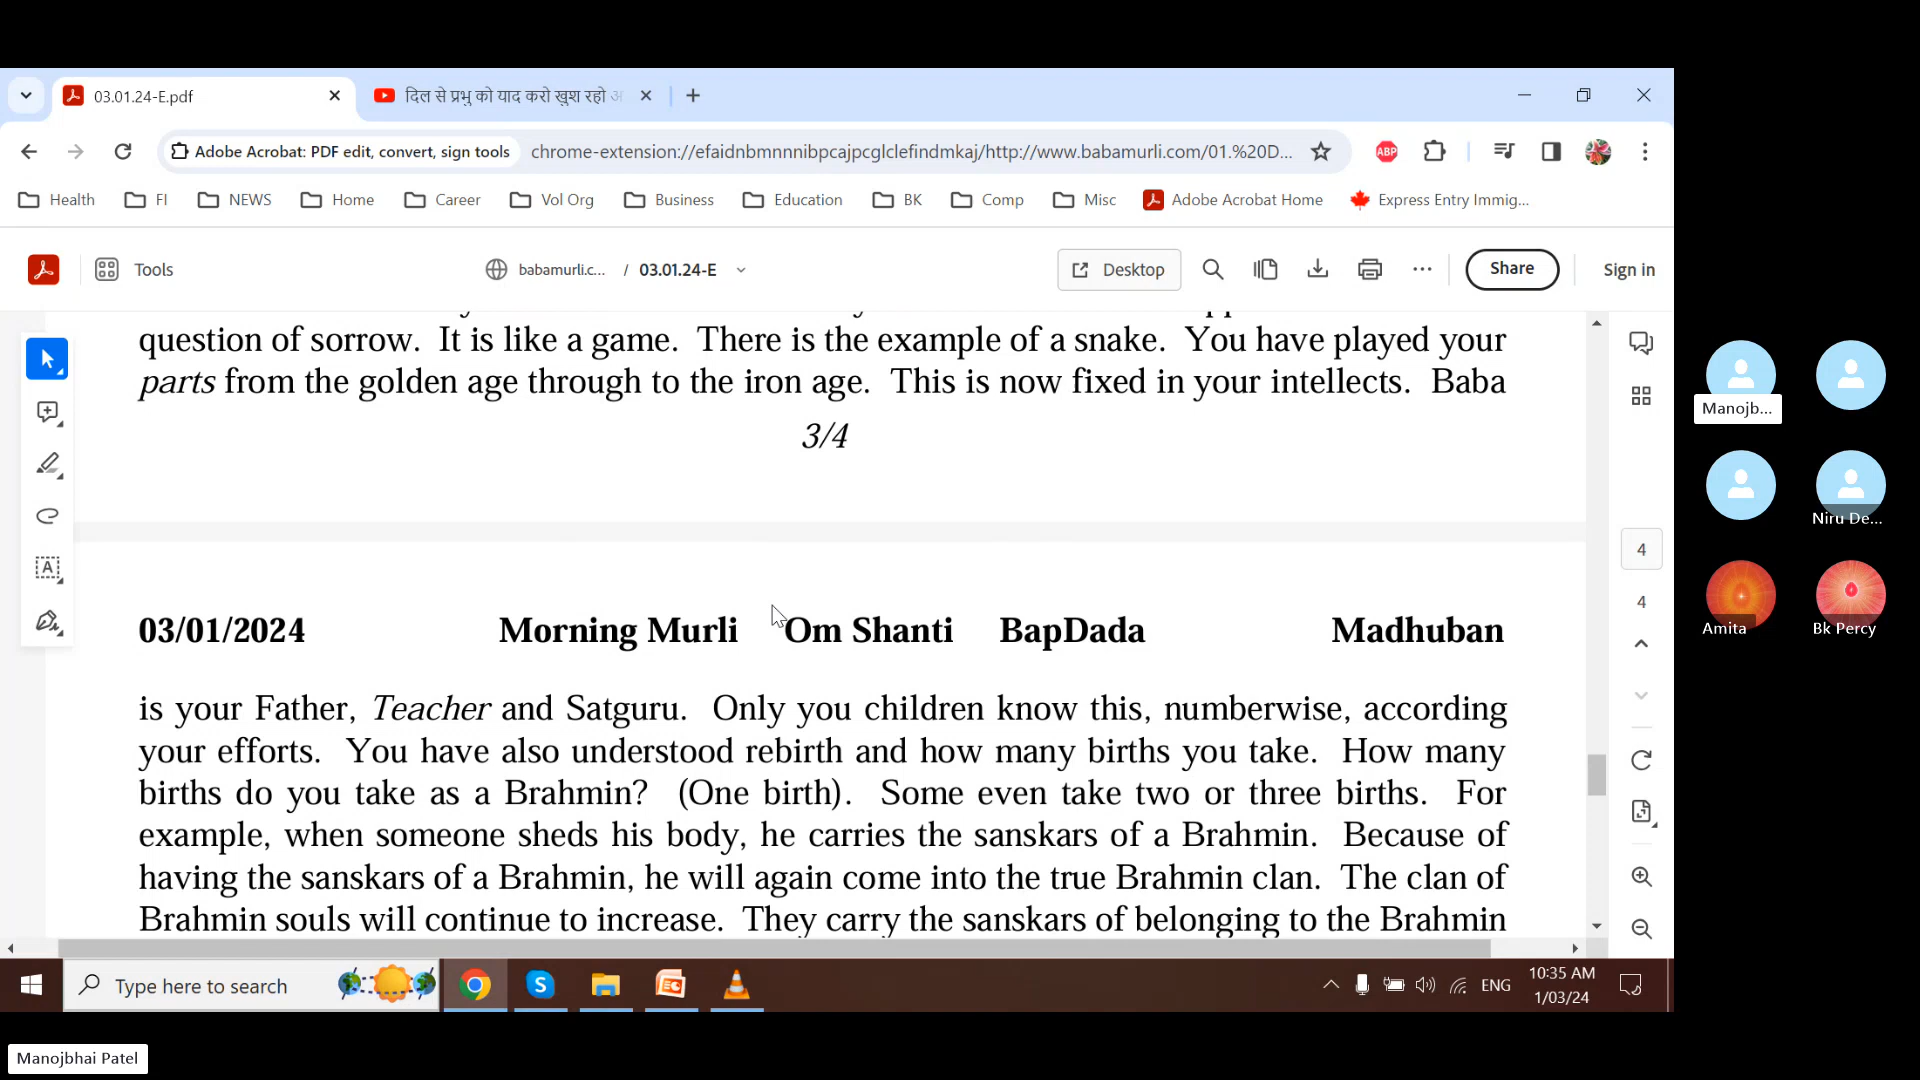 03.01.24-E.pdf
दिल से प्रभु को याद करो खुश रहो
Adobe Acrobat: PDF edit, convert, sign tools
chrome-extension://efaidnbmnnnibpcajpcglclefindmkaj/http://www.babamurli.com/01.%20D...
ABP
Health
FI
NEWS
Home
Career
Vol Org
Business
Education
BK
Comp
Misc
Adobe Acrobat Home
Express Entry Immig...
Tools
babamurli.c... / 03.01.24-E
Desktop
Share
Sign in
question of sorrow. It is like a game. There is the example of a snake. You have played your
parts from the golden age through to the iron age. This is now fixed in your intellects. Baba
3/4
03/01/2024 Morning Murli Om Shanti BapDada Madhuban
is your Father, Teacher and Satguru. Only you children know this, numberwise, according
your efforts. You have also understood rebirth and how many births you take. How many
births do you take as a Brahmin? (One birth). Some even take two or three births. For
example, when someone sheds his body, he carries the sanskars of a Brahmin. Because of
having the sanskars of a Brahmin, he will again come into the true Brahmin clan. The clan of
Brahmin souls will continue to increase. They carry the sanskars of belonging to the Brahmin
4
4
Manojb...
Niru De...
Amita
Bk Percy
Type here to search
ENG
10:35 AM
1/03/24
Manojbhai Patel